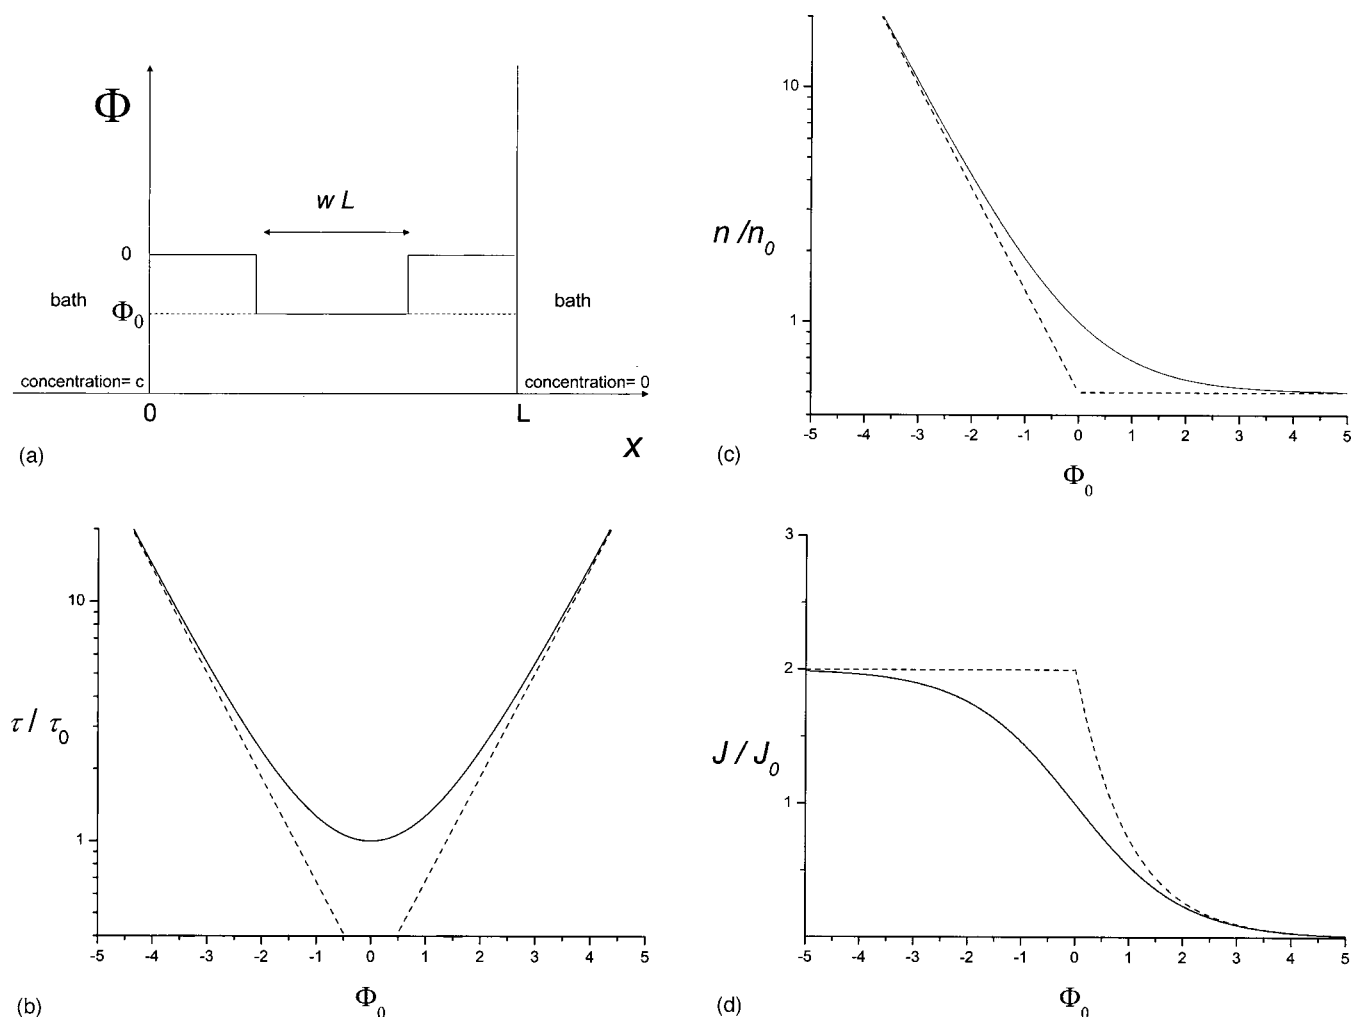 Φ
w L
0
bath
bath
Φ0
concentration= c
concentration= 0
0
L
x
(a)
10
n /n0
1
-5 -4 -3 -2 -1 0 1 2 3 4 5
(c)
Φ0
10
τ / τ0
1
-5 -4 -3 -2 -1 0 1 2 3 4 5
(b)
Φ0
3
2
J / J0
1
-5 -4 -3 -2 -1 0 1 2 3 4 5
(d)
Φ0